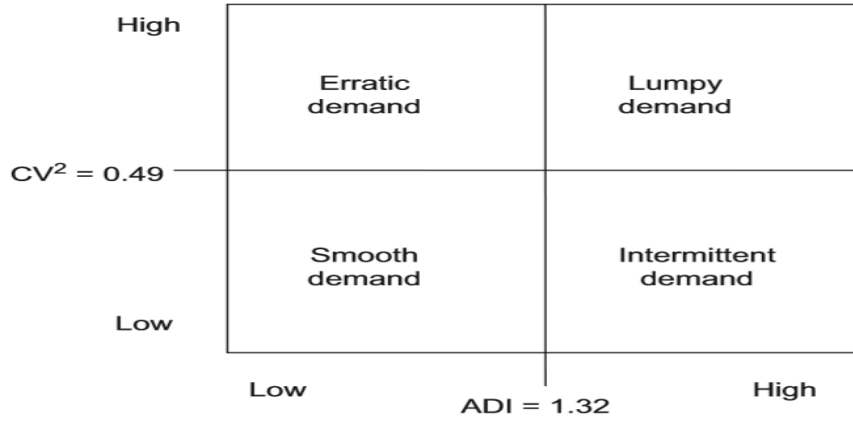 High
Erratic
demand
Lumpy
demand
CV² = 0.49
Smooth
demand
Intermittent
demand
Low
Low
ADI = 1.32
High